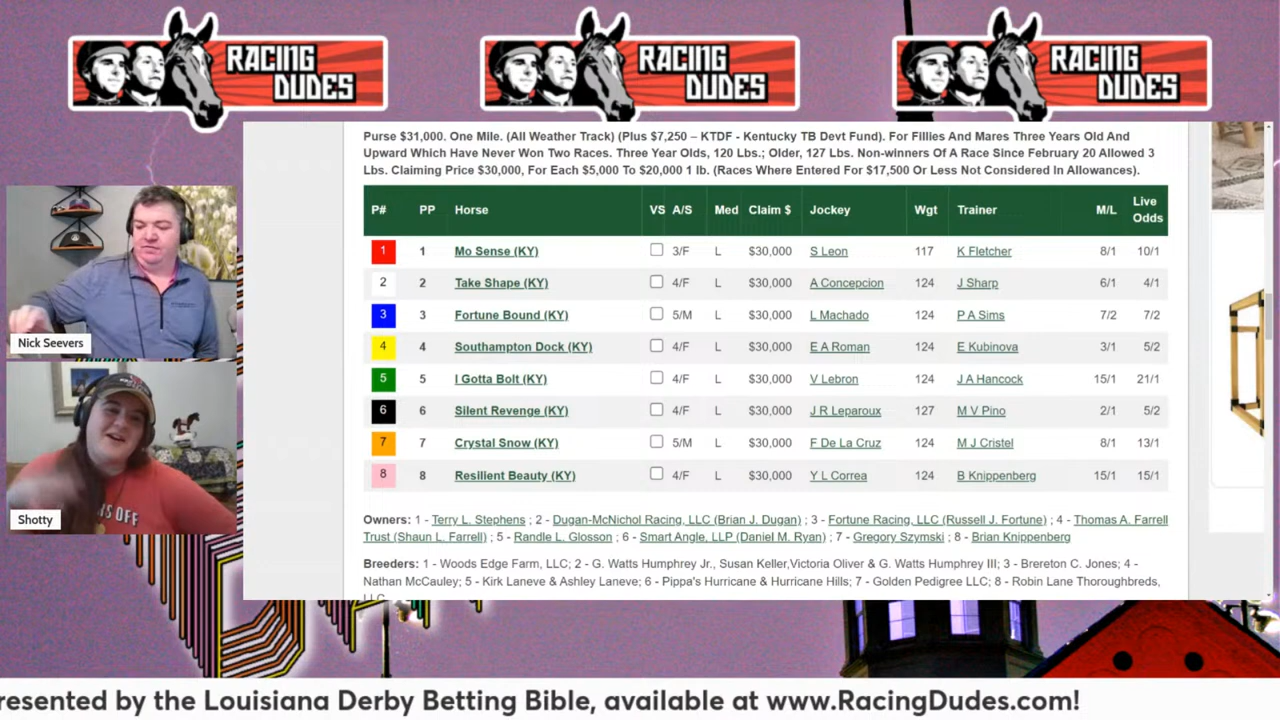 RACING DUDES
RACING DUDES
RACING DUDES
Purse $31,000. One Mile. (All Weather Track) (Plus $7,250 – KTDF - Kentucky TB Devt Fund). For Fillies And Mares Three Years Old And
Upward Which Have Never Won Two Races. Three Year Olds, 120 Lbs.; Older, 127 Lbs. Non-winners Of A Race Since February 20 Allowed 3
Lbs. Claiming Price $30,000, For Each $5,000 To $20,000 1 lb. (Races Where Entered For $17,500 Or Less Not Considered In Allowances).
P# PP Horse VS A/S Med Claim $ Jockey Wgt Trainer M/L Live Odds
1 1 Mo Sense (KY) 3/F L $30,000 S Leon 117 K Fletcher 8/1 10/1
2 2 Take Shape (KY) 4/F L $30,000 A Concepcion 124 J Sharp 6/1 4/1
3 3 Fortune Bound (KY) 5/M L $30,000 L Machado 124 P A Sims 7/2 7/2
4 4 Southampton Dock (KY) 4/F L $30,000 E A Roman 124 E Kubinova 3/1 5/2
5 5 I Gotta Bolt (KY) 4/F L $30,000 V Lebron 124 J A Hancock 15/1 21/1
6 6 Silent Revenge (KY) 4/F L $30,000 J R Leparoux 127 M V Pino 2/1 5/2
7 7 Crystal Snow (KY) 5/M L $30,000 F De La Cruz 124 M J Cristel 8/1 13/1
8 8 Resilient Beauty (KY) 4/F L $30,000 Y L Correa 124 B Knippenberg 15/1 15/1
Owners: 1 - Terry L. Stephens ; 2 - Dugan-McNichol Racing, LLC (Brian J. Dugan) ; 3 - Fortune Racing, LLC (Russell J. Fortune) ; 4 - Thomas A. Farrell
Trust (Shaun L. Farrell) ; 5 - Randle L. Glosson ; 6 - Smart Angle, LLP (Daniel M. Ryan) ; 7 - Gregory Szymski ; 8 - Brian Knippenberg
Breeders: 1 - Woods Edge Farm, LLC; 2 - G. Watts Humphrey Jr., Susan Keller,Victoria Oliver & G. Watts Humphrey III; 3 - Brereton C. Jones; 4 -
Nathan McCauley; 5 - Kirk Laneve & Ashley Laneve; 6 - Pippa's Hurricane & Hurricane Hills; 7 - Golden Pedigree LLC; 8 - Robin Lane Thoroughbreds,
LLC
Nick Seevers
IS OFF
Shotty
resented by the Louisiana Derby Betting Bible, available at www.RacingDudes.com!